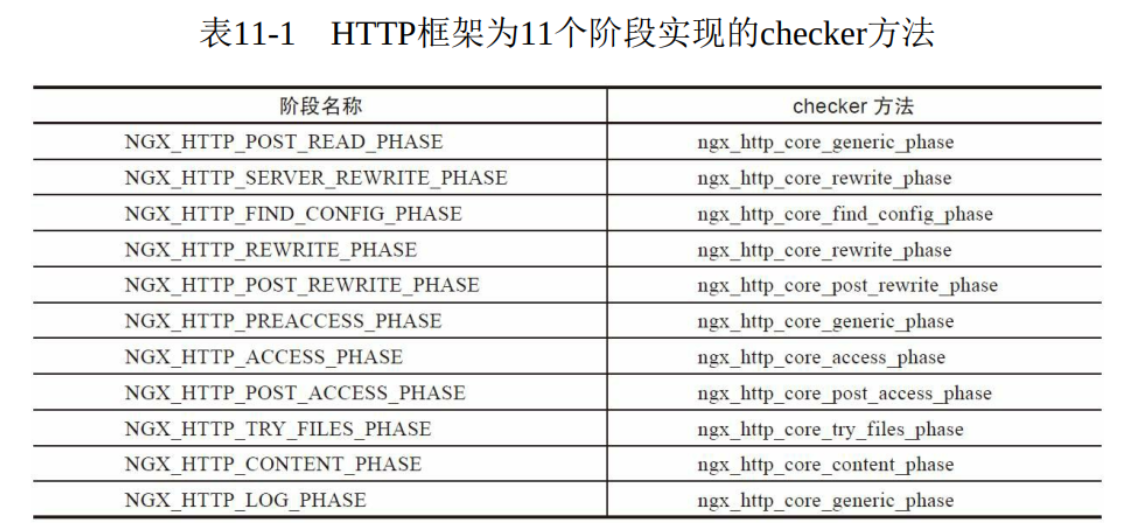 表11-1 HTTP框架为11个阶段实现的checker方法
阶段名称 checker 方法
NGX_HTTP_POST_READ_PHASE ngx_http_core_generic_phase
NGX_HTTP_SERVER_REWRITE_PHASE ngx_http_core_rewrite_phase
NGX_HTTP_FIND_CONFIG_PHASE ngx_http_core_find_config_phase
NGX_HTTP_REWRITE_PHASE ngx_http_core_rewrite_phase
NGX_HTTP_POST_REWRITE_PHASE ngx_http_core_post_rewrite_phase
NGX_HTTP_PREACCESS_PHASE ngx_http_core_generic_phase
NGX_HTTP_ACCESS_PHASE ngx_http_core_access_phase
NGX_HTTP_POST_ACCESS_PHASE ngx_http_core_post_access_phase
NGX_HTTP_TRY_FILES_PHASE ngx_http_core_try_files_phase
NGX_HTTP_CONTENT_PHASE ngx_http_core_content_phase
NGX_HTTP_LOG_PHASE ngx_http_core_generic_phase